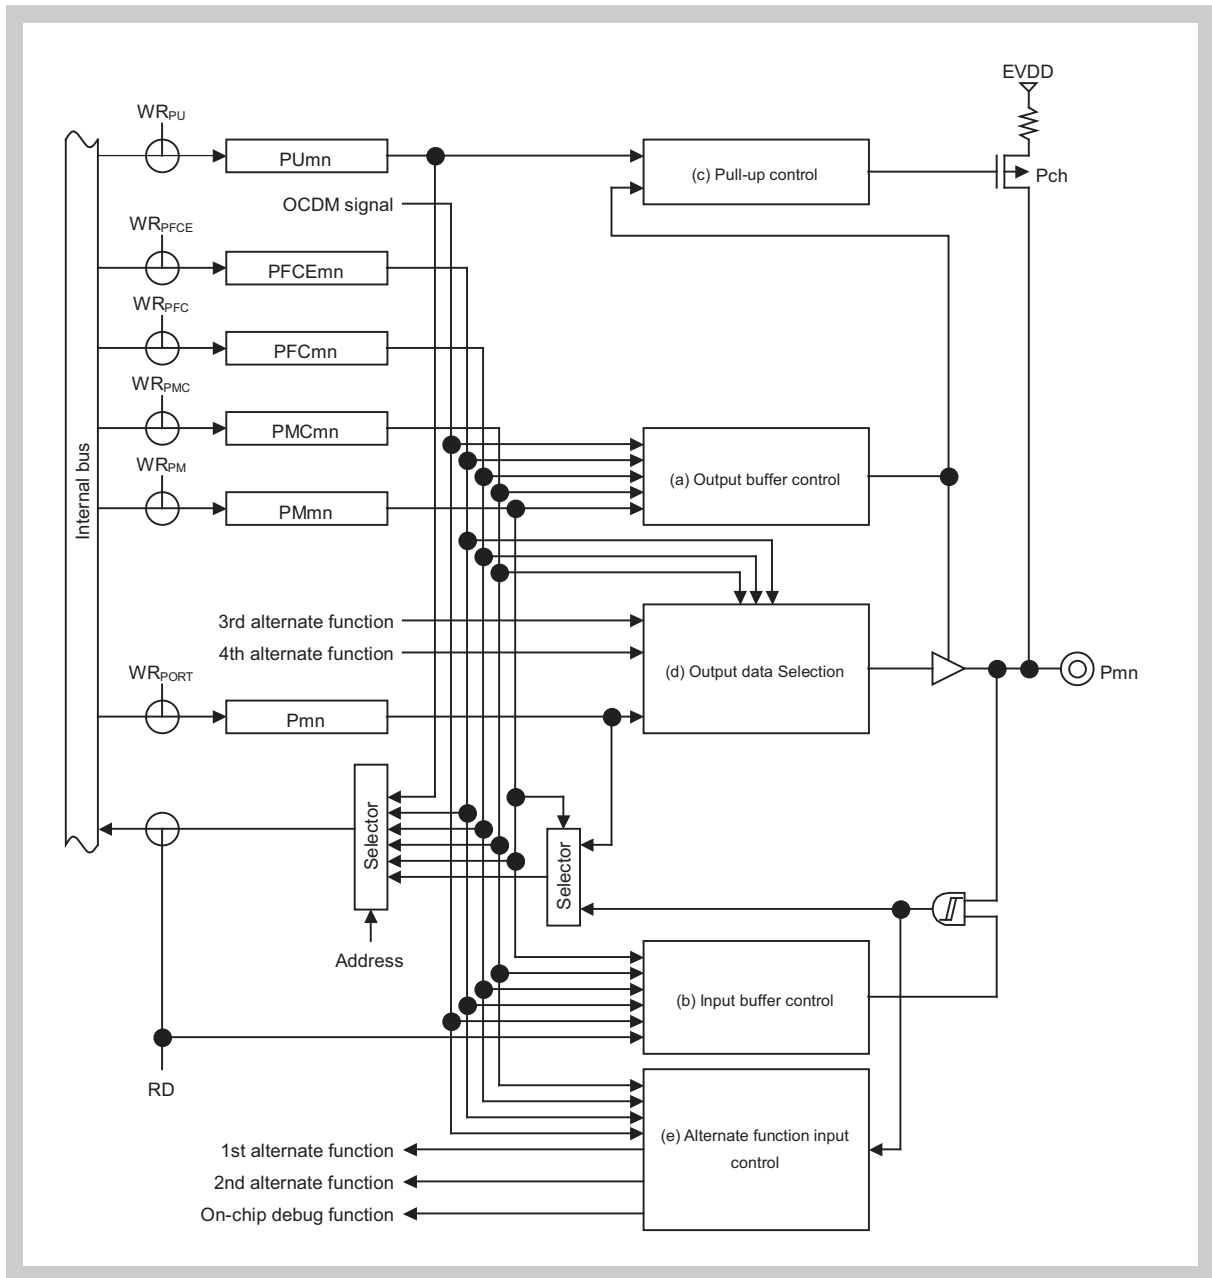 EVDD
WRPU
PUmn
(c) Pull-up control
Pch
OCDM signal
WRPFCE
PFCEmn
WRPFC
PFCmn
WRPMC
PMCmn
Internal bus
WRPM
PMmn
(a) Output buffer control
3rd alternate function
4th alternate function
(d) Output data Selection
Pmn
WRPORT
Pmn
Selector
Selector
Address
(b) Input buffer control
RD
(e) Alternate function input
control
1st alternate function
2nd alternate function
On-chip debug function